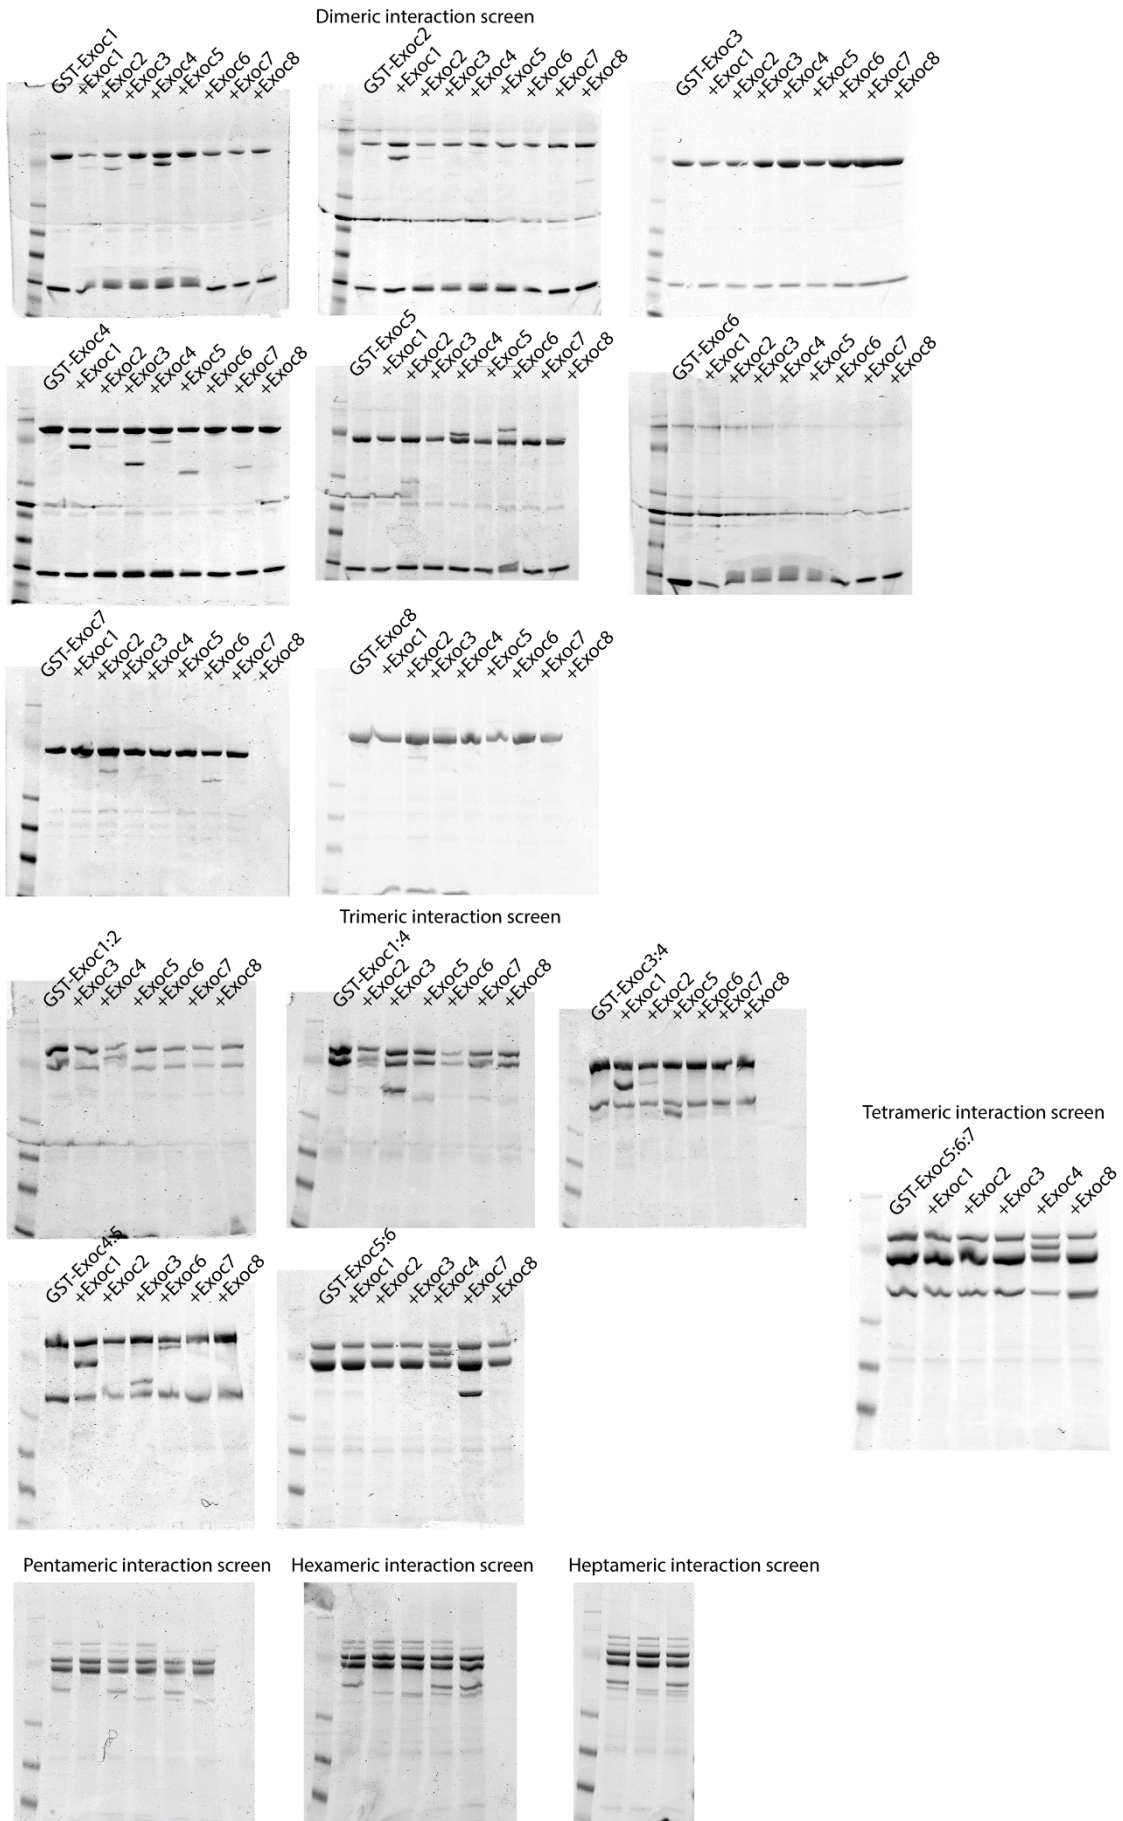 Dimeric interaction screen
GST-Exoc1 +Exoc1 +Exoc2 +Exoc3 +Exoc4 +Exoc5 +Exoc6 +Exoc7 +Exoc8
GST-Exoc2 +Exoc1 +Exoc2 +Exoc3 +Exoc4 +Exoc5 +Exoc6 +Exoc7 +Exoc8
GST-Exoc3 +Exoc1 +Exoc2 +Exoc3 +Exoc4 +Exoc5 +Exoc6 +Exoc7 +Exoc8
GST-Exoc4 +Exoc1 +Exoc2 +Exoc3 +Exoc4 +Exoc5 +Exoc6 +Exoc7 +Exoc8
GST-Exoc5 +Exoc1 +Exoc2 +Exoc3 +Exoc4 +Exoc5 +Exoc6 +Exoc7 +Exoc8
GST-Exoc6 +Exoc1 +Exoc2 +Exoc3 +Exoc4 +Exoc5 +Exoc6 +Exoc7 +Exoc8
GST-Exoc7 +Exoc1 +Exoc2 +Exoc3 +Exoc4 +Exoc5 +Exoc6 +Exoc7 +Exoc8
GST-Exoc8 +Exoc1 +Exoc2 +Exoc3 +Exoc4 +Exoc5 +Exoc6 +Exoc7 +Exoc8
Trimeric interaction screen
GST-Exoc1:2 +Exoc3 +Exoc4 +Exoc5 +Exoc6 +Exoc7 +Exoc8
GST-Exoc1:4 +Exoc2 +Exoc3 +Exoc5 +Exoc6 +Exoc7 +Exoc8
GST-Exoc3:4 +Exoc1 +Exoc2 +Exoc5 +Exoc6 +Exoc7 +Exoc8
Tetrameric interaction screen
GST-Exoc5:6:7 +Exoc1 +Exoc2 +Exoc3 +Exoc4 +Exoc8
GST-Exoc4:5 +Exoc1 +Exoc2 +Exoc3 +Exoc6 +Exoc7 +Exoc8
GST-Exoc5:6 +Exoc1 +Exoc2 +Exoc3 +Exoc4 +Exoc7 +Exoc8
Pentameric interaction screen
Hexameric interaction screen
Heptameric interaction screen